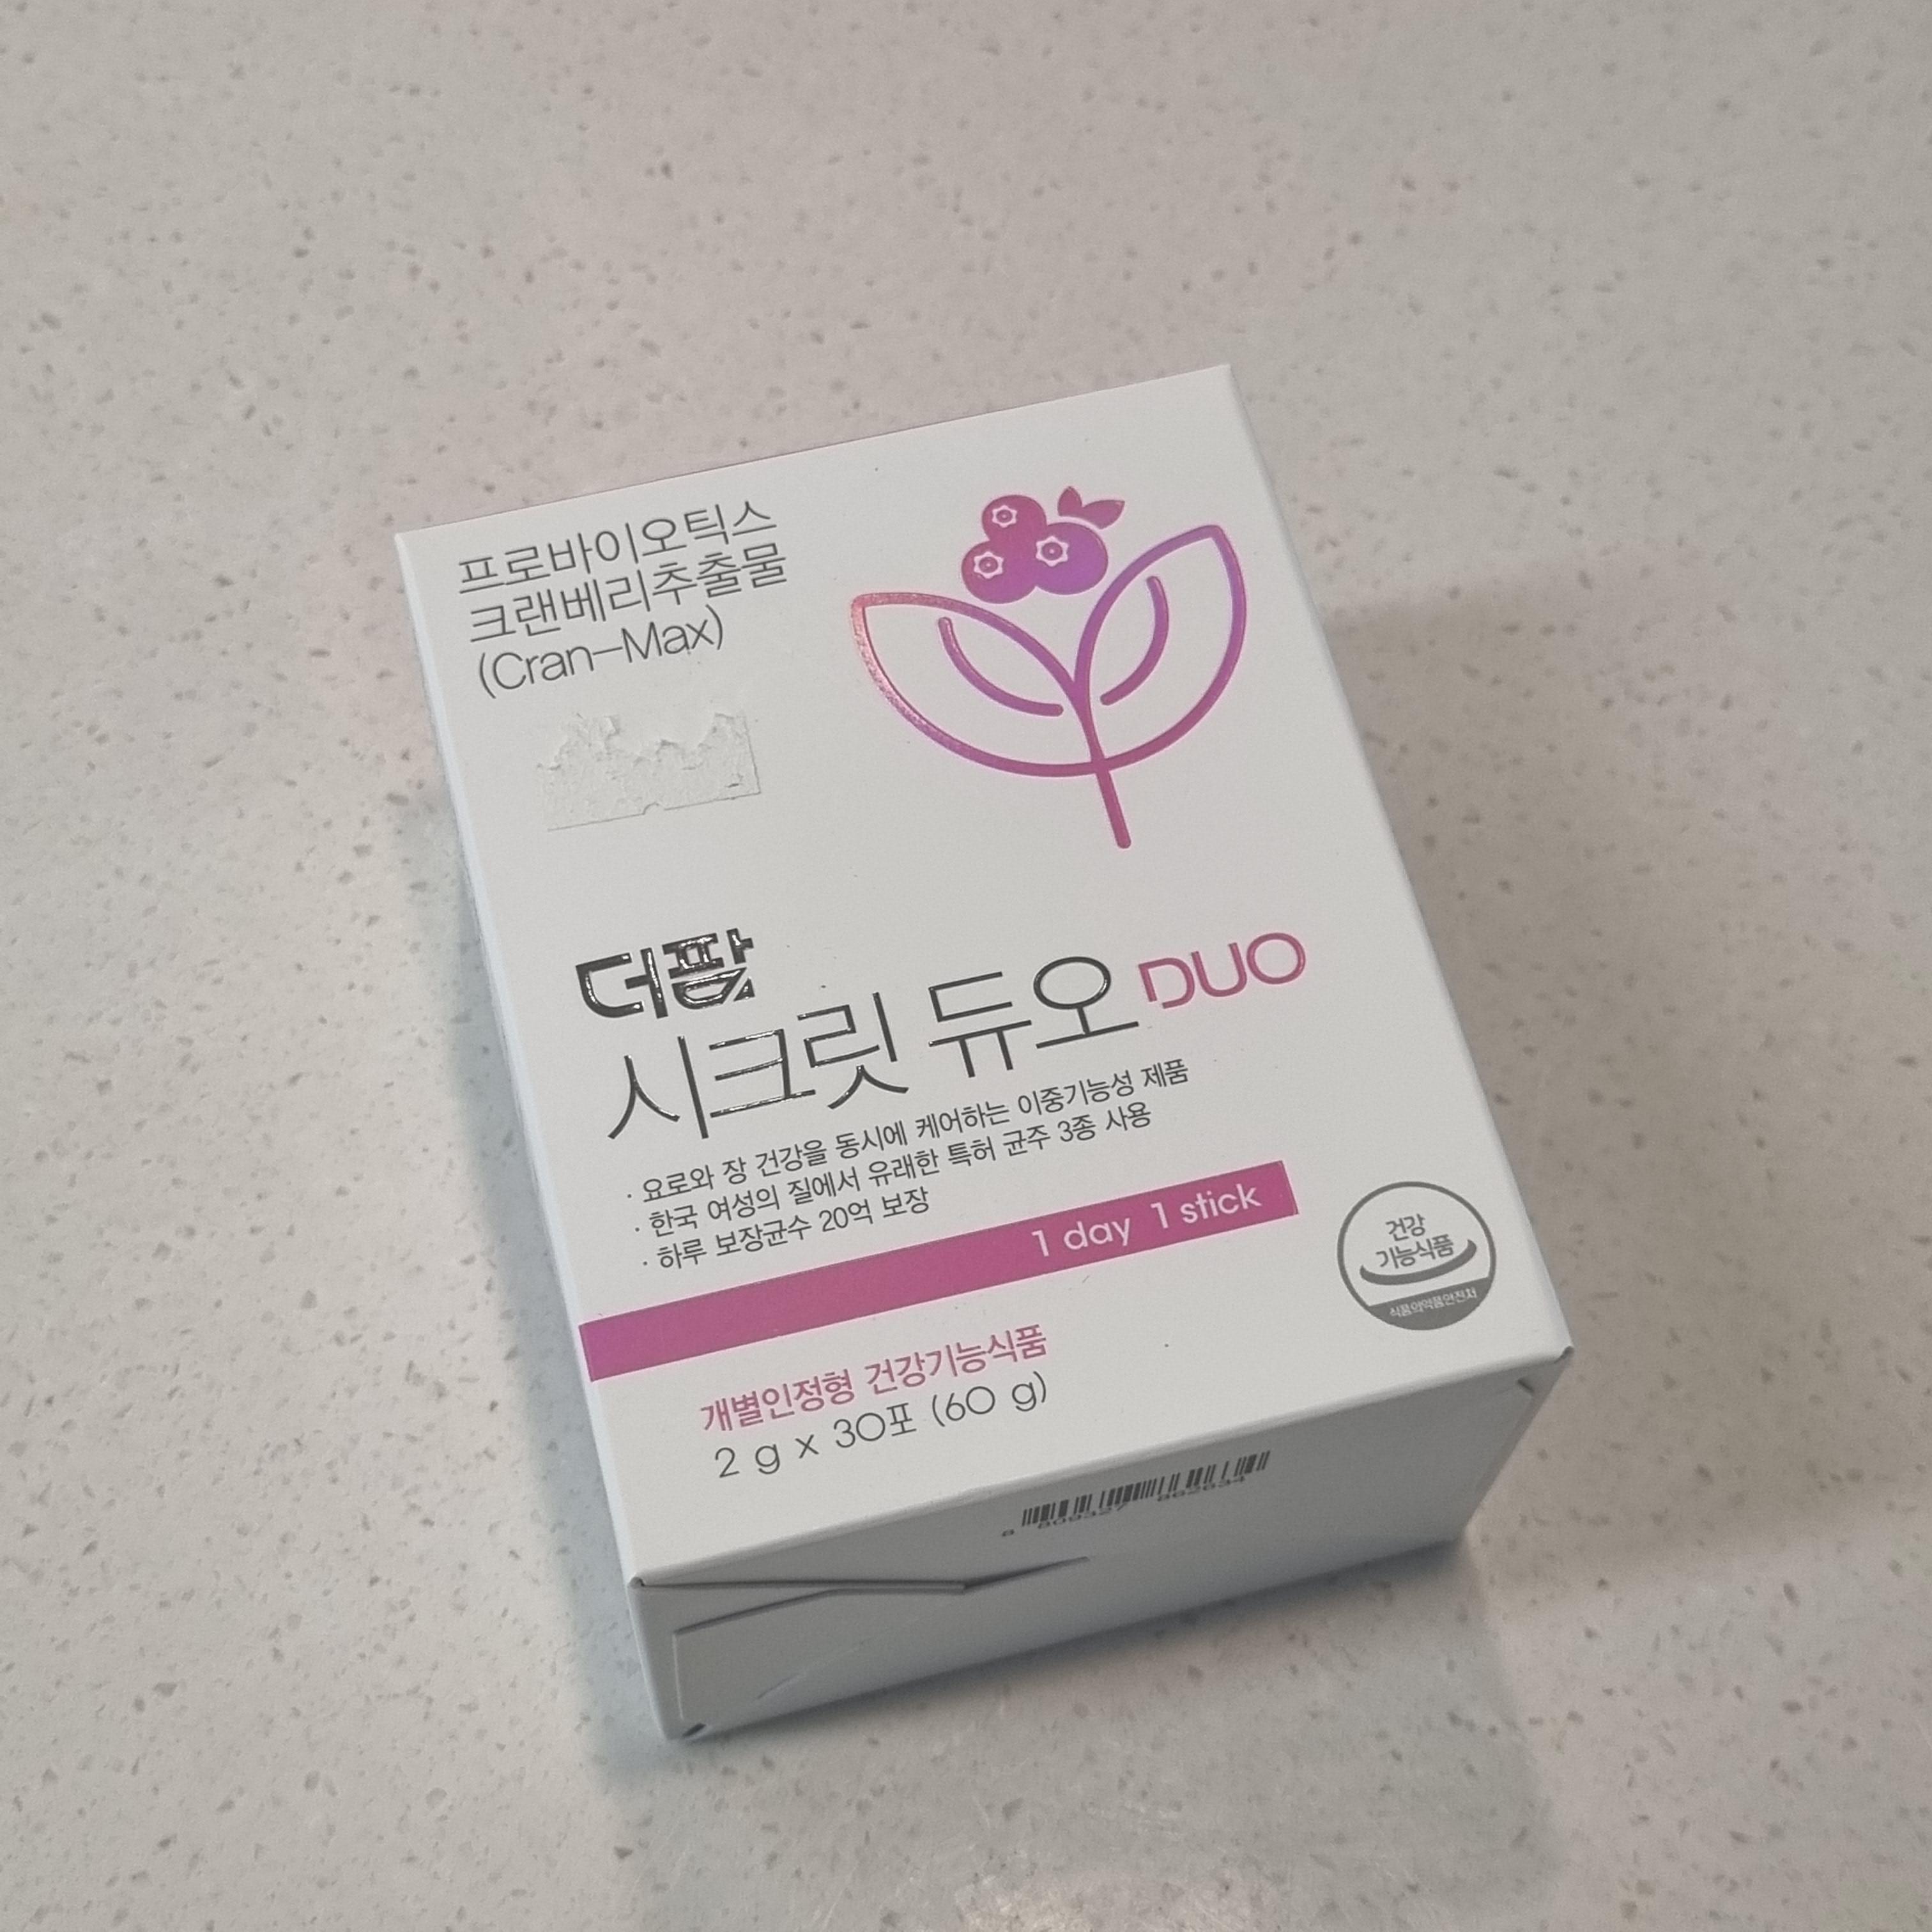 프로바이오틱스
크랜베리추출물
(Cran-Max)
더팜
시크릿 듀오 DUO
· 요로와 장 건강을 동시에 케어하는 이중기능성 제품
· 한국 여성의 질에서 유래한 특허 균주 3종 사용
· 하루 보장균수 20억 보장
1 day 1 stick
건강
기능식품
식품의약품안전처
개별인정형 건강기능식품
2 g x 30포 (60 g)
8 809327 862634